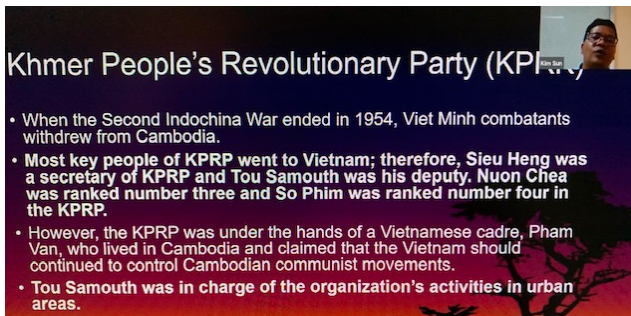 Khmer People's Revolutionary Party (KPRP)
Kim Sun
• When the Second Indochina War ended in 1954, Viet Minh combatants
withdrew from Cambodia.
• Most key people of KPRP went to Vietnam; therefore, Sieu Heng was
a secretary of KPRP and Tou Samouth was his deputy. Nuon Chea
was ranked number three and So Phim was ranked number four in
the KPRP.
• However, the KPRP was under the hands of a Vietnamese cadre, Pham
Van, who lived in Cambodia and claimed that the Vietnam should
continued to control Cambodian communist movements.
• Tou Samouth was in charge of the organization's activities in urban
areas.